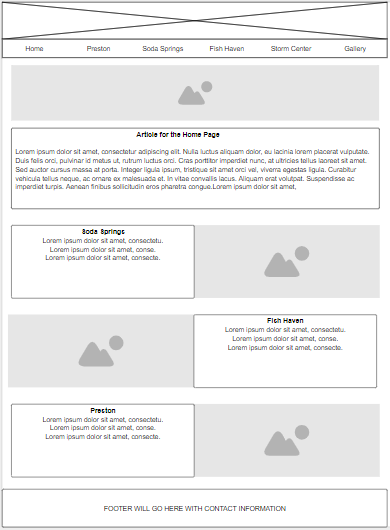 Home Preston Soda Springs Fish Haven Storm Center Gallery
Article for the Home Page
Lorem ipsum dolor sit amet, consectetur adipiscing elit. Nulla luctus aliquam dolor, eu lacinia lorem placerat vulputate.
Duis felis orci, pulvinar id metus ut, rutrum luctus orci. Cras porttitor imperdiet nunc, at ultricies tellus laoreet sit amet.
Sed auctor cursus massa at porta. Integer ligula ipsum, tristique sit amet orci vel, viverra egestas ligula. Curabitur
vehicula tellus neque, ac ornare ex malesuada et. In vitae convallis lacus. Aliquam erat volutpat. Suspendisse ac
imperdiet turpis. Aenean finibus sollicitudin eros pharetra congue.Lorem ipsum dolor sit amet,
Soda Springs
Lorem ipsum dolor sit amet, consectetu.
Lorem ipsum dolor sit amet, conse.
Lorem ipsum dolor sit amet, consecte.
Fish Haven
Lorem ipsum dolor sit amet, consectetu.
Lorem ipsum dolor sit amet, conse.
Lorem ipsum dolor sit amet, consecte.
Preston
Lorem ipsum dolor sit amet, consectetu.
Lorem ipsum dolor sit amet, conse.
Lorem ipsum dolor sit amet, consecte.
FOOTER WILL GO HERE WITH CONTACT INFORMATION